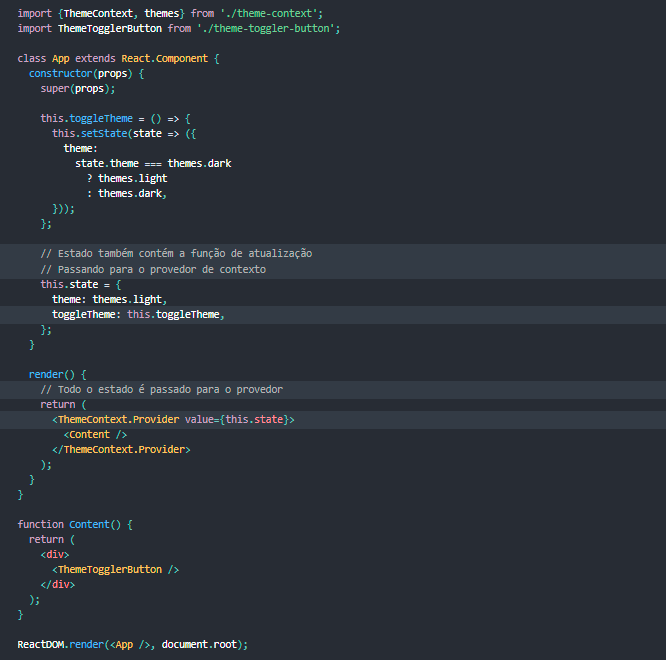 import {ThemeContext, themes} from './theme-context';
import ThemeTogglerButton from './theme-toggler-button';

class App extends React.Component {
  constructor(props) {
    super(props);

    this.toggleTheme = () => {
      this.setState(state => ({
        theme:
          state.theme === themes.dark
            ? themes.light
            : themes.dark,
      }));
    };

    // Estado também contém a função de atualização
    // Passando para o provedor de contexto
    this.state = {
      theme: themes.light,
      toggleTheme: this.toggleTheme,
    };
  }

  render() {
    // Todo o estado é passado para o provedor
    return (
      <ThemeContext.Provider value={this.state}>
        <Content />
      </ThemeContext.Provider>
    );
  }
}

function Content() {
  return (
    <div>
      <ThemeTogglerButton />
    </div>
  );
}

ReactDOM.render(<App />, document.root);